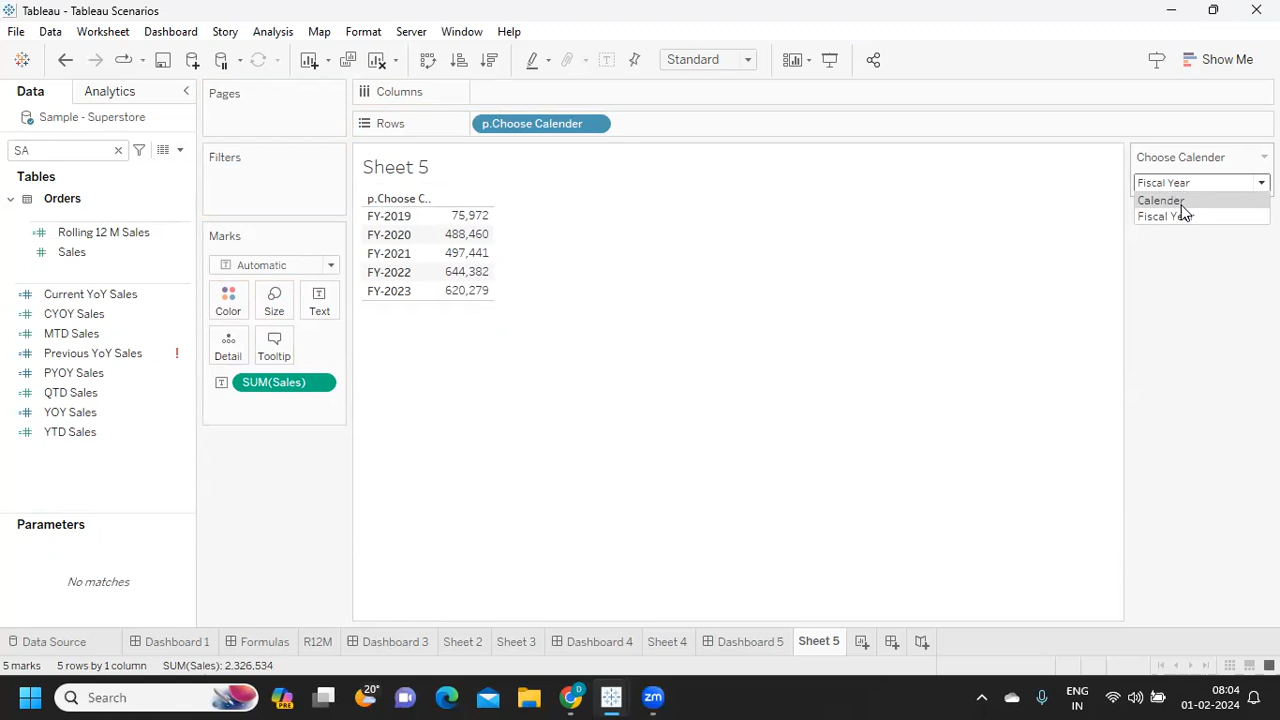 Tableau - Tableau Scenarios
File Data Worksheet Dashboard Story Analysis Map Format Server Window Help
Standard
Show Me
Data Analytics
Sample - Superstore
SA
Tables
Orders
Rolling 12 M Sales
Sales
Current YoY Sales
CYOY Sales
MTD Sales
Previous YoY Sales !
PYOY Sales
QTD Sales
YOY Sales
YTD Sales
Parameters
No matches
Pages
Filters
Marks
Automatic
Color Size Text
Detail Tooltip
SUM(Sales)
Columns
Rows p.Choose Calender
Sheet 5
p.Choose C..
FY-2019 75,972
FY-2020 488,460
FY-2021 497,441
FY-2022 644,382
FY-2023 620,279
Choose Calender
Fiscal Year
Calender
Data Source Dashboard 1 Formulas R12M Dashboard 3 Sheet 2 Sheet 3 Dashboard 4 Sheet 4 Dashboard 5 Sheet 5
5 marks 5 rows by 1 column SUM(Sales): 2,326,534
Search
PRE
20°
D
zm
ENG
IN
08:04
01-02-2024